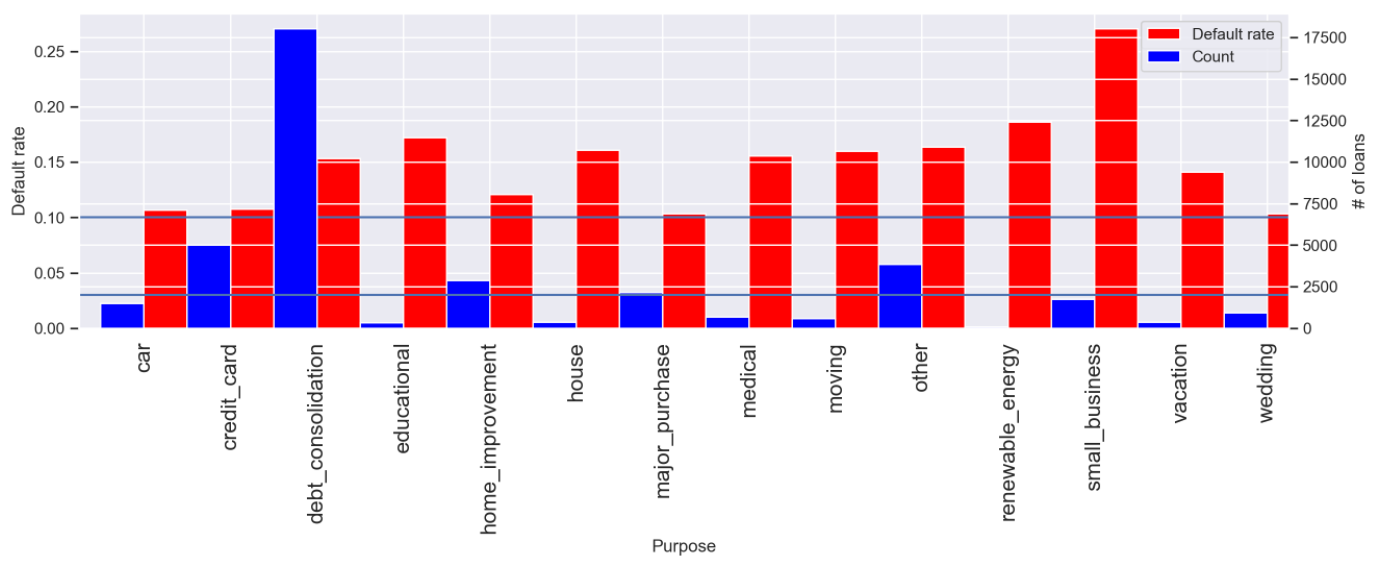 Default rate
Count
0.25
0.20
0.15
0.10
0.05
0.00
Default rate
17500
15000
12500
10000
7500
5000
2500
0
# of loans
car
credit_card
debt_consolidation
educational
home_improvement
house
major_purchase
medical
moving
other
renewable_energy
small_business
vacation
wedding
Purpose